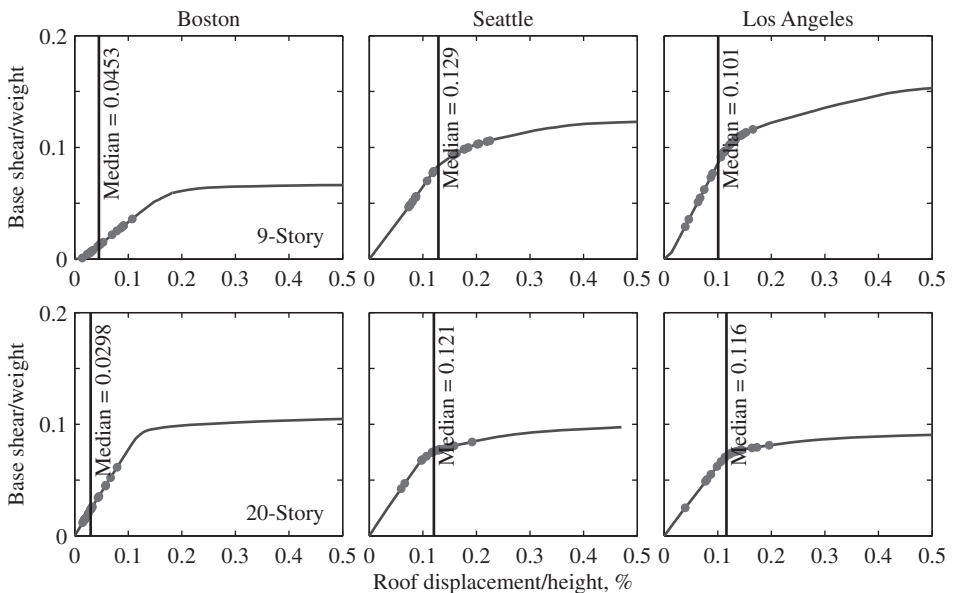 Boston Seattle Los Angeles
Base shear/weight
0.2
0.1
0
Median = 0.0453
9-Story
0 0.1 0.2 0.3 0.4 0.5
Median = 0.129
0 0.1 0.2 0.3 0.4 0.5
Median = 0.101
0 0.1 0.2 0.3 0.4 0.5
Base shear/weight
0.2
0.1
0
Median = 0.0298
20-Story
0 0.1 0.2 0.3 0.4 0.5
Median = 0.121
0 0.1 0.2 0.3 0.4 0.5
Median = 0.116
0 0.1 0.2 0.3 0.4 0.5
Roof displacement/height, %